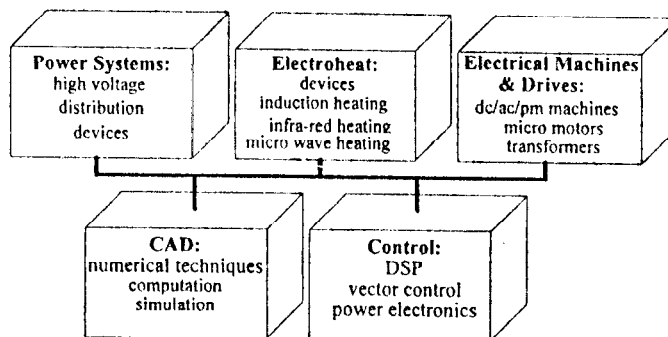 Power Systems:
high voltage
distribution
devices
Electroheat:
devices
induction heating
infra-red heating
micro wave heating
Electrical Machines
& Drives:
dc/ac/pm machines
micro motors
transformers
CAD:
numerical techniques
computation
simulation
Control:
DSP
vector control
power electronics